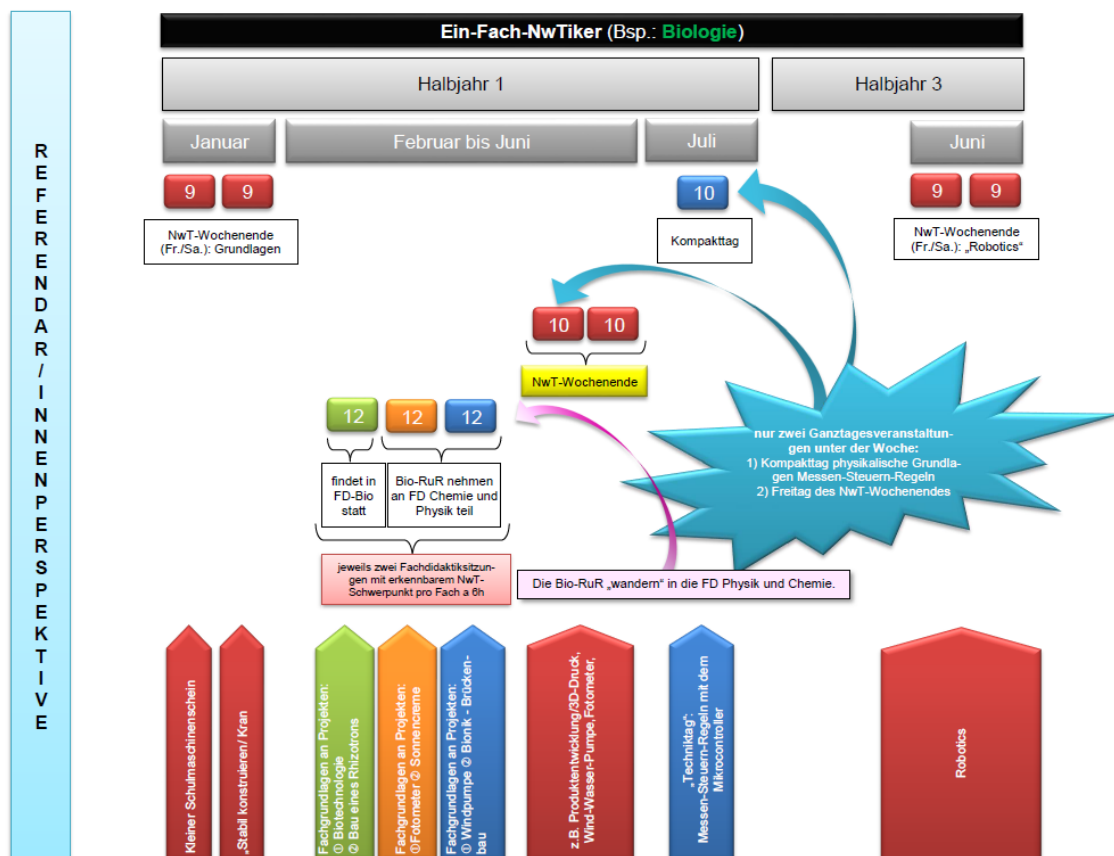 REFERENDAR/INNENPERSPEKTIVE
Ein-Fach-NwTiker (Bsp.: Biologie)
Halbjahr 1
Halbjahr 3
Januar
Februar bis Juni
Juli
Juni
9
9
10
9
9
NwT-Wochenende
(Fr./Sa.): Grundlagen
Kompakttag
NwT-Wochenende
(Fr./Sa.): „Robotics“
10
10
NwT-Wochenende
12
12
12
findet in
FD-Bio
statt
Bio-RuR nehmen
an FD Chemie und
Physik teil
nur zwei Ganztagesveranstaltun-
gen unter der Woche:
1) Kompakttag physikalische Grundla-
gen Messen-Steuern-Regeln
2) Freitag des NwT-Wochenendes
jeweils zwei Fachdidaktiksitzun-
gen mit erkennbarem NwT-
Schwerpunkt pro Fach a 6h
Die Bio-RuR „wandern“ in die FD Physik und Chemie.
Kleiner Schulmaschinenschein
„Stabil konstruieren/ Kran
Fachgrundlagen an Projekten:
① Biotechnologie
② Bau eines Rhizotrons
Fachgrundlagen an Projekten:
①Fotometer ② Sonnencreme
Fachgrundlagen an Projekten:
① Windpumpe ② Bionik - Brücken-
bau
z.B. Produktentwicklung/3D-Druck,
Wind-Wasser-Pumpe,Fotometer,
„Techniktag“:
Messen-Steuern-Regeln mit dem
Mikrocontroller
Robotics